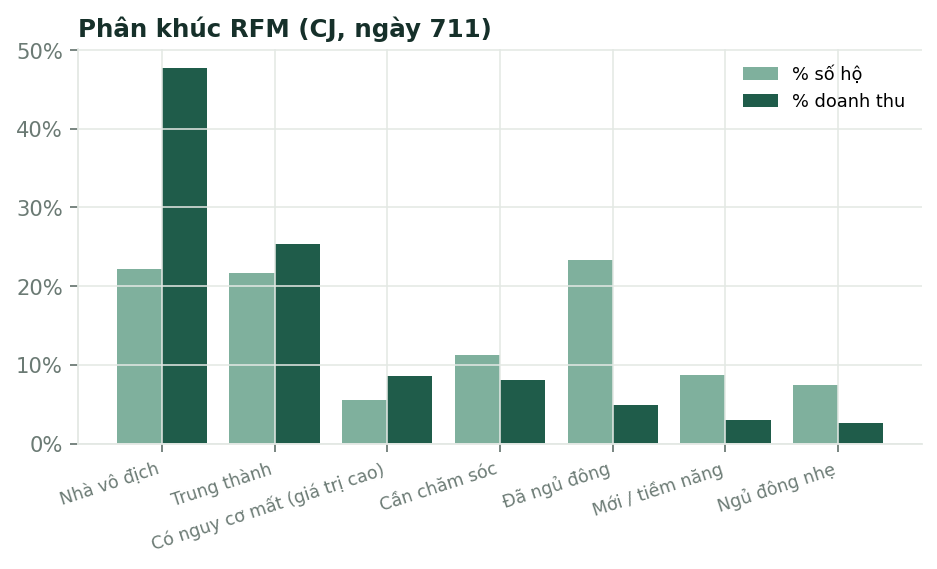 Phân khúc RFM (CJ, ngày 711)
50%
40%
30%
20%
10%
0%
% số hộ
% doanh thu
Nhà vô địch
Trung thành
Có nguy cơ mất (giá trị cao)
Cần chăm sóc
Đã ngủ đông
Mới / tiềm năng
Ngủ đông nhẹ